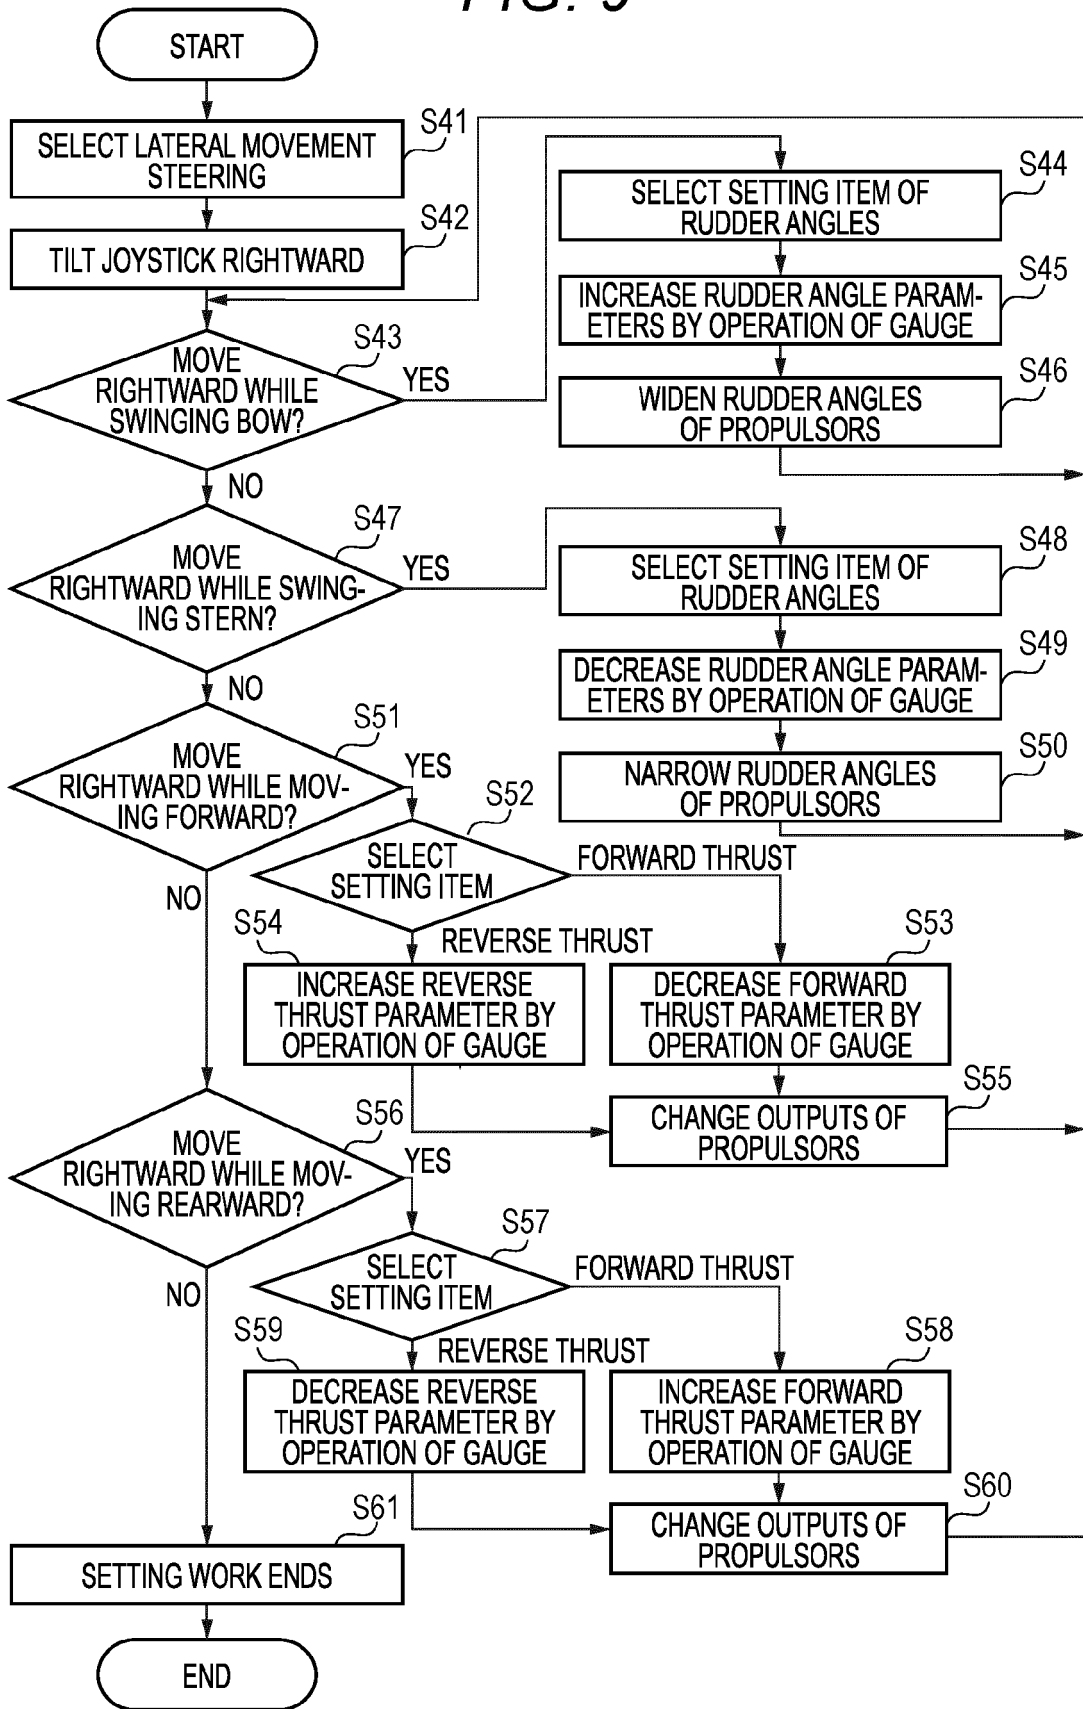 FIG. 9
START
S41
SELECT LATERAL MOVEMENT
STEERING
S42
TILT JOYSTICK RIGHTWARD
S43
MOVE
RIGHTWARD WHILE
SWINGING BOW?
YES
NO
S44
SELECT SETTING ITEM OF
RUDDER ANGLES
S45
INCREASE RUDDER ANGLE PARAM-
ETERS BY OPERATION OF GAUGE
S46
WIDEN RUDDER ANGLES
OF PROPULSORS
S47
MOVE
RIGHTWARD WHILE SWING-
ING STERN?
YES
NO
S48
SELECT SETTING ITEM OF
RUDDER ANGLES
S49
DECREASE RUDDER ANGLE PARAM-
ETERS BY OPERATION OF GAUGE
S50
NARROW RUDDER ANGLES
OF PROPULSORS
S51
MOVE
RIGHTWARD WHILE MOV-
ING FORWARD?
YES
NO
S52
SELECT
SETTING ITEM
FORWARD THRUST
REVERSE THRUST
S54
INCREASE REVERSE
THRUST PARAMETER BY
OPERATION OF GAUGE
S53
DECREASE FORWARD
THRUST PARAMETER BY
OPERATION OF GAUGE
S55
CHANGE OUTPUTS OF
PROPULSORS
S56
MOVE
RIGHTWARD WHILE MOV-
ING REARWARD?
YES
NO
S57
SELECT
SETTING ITEM
FORWARD THRUST
REVERSE THRUST
S59
DECREASE REVERSE
THRUST PARAMETER BY
OPERATION OF GAUGE
S58
INCREASE FORWARD
THRUST PARAMETER BY
OPERATION OF GAUGE
S60
CHANGE OUTPUTS OF
PROPULSORS
S61
SETTING WORK ENDS
END